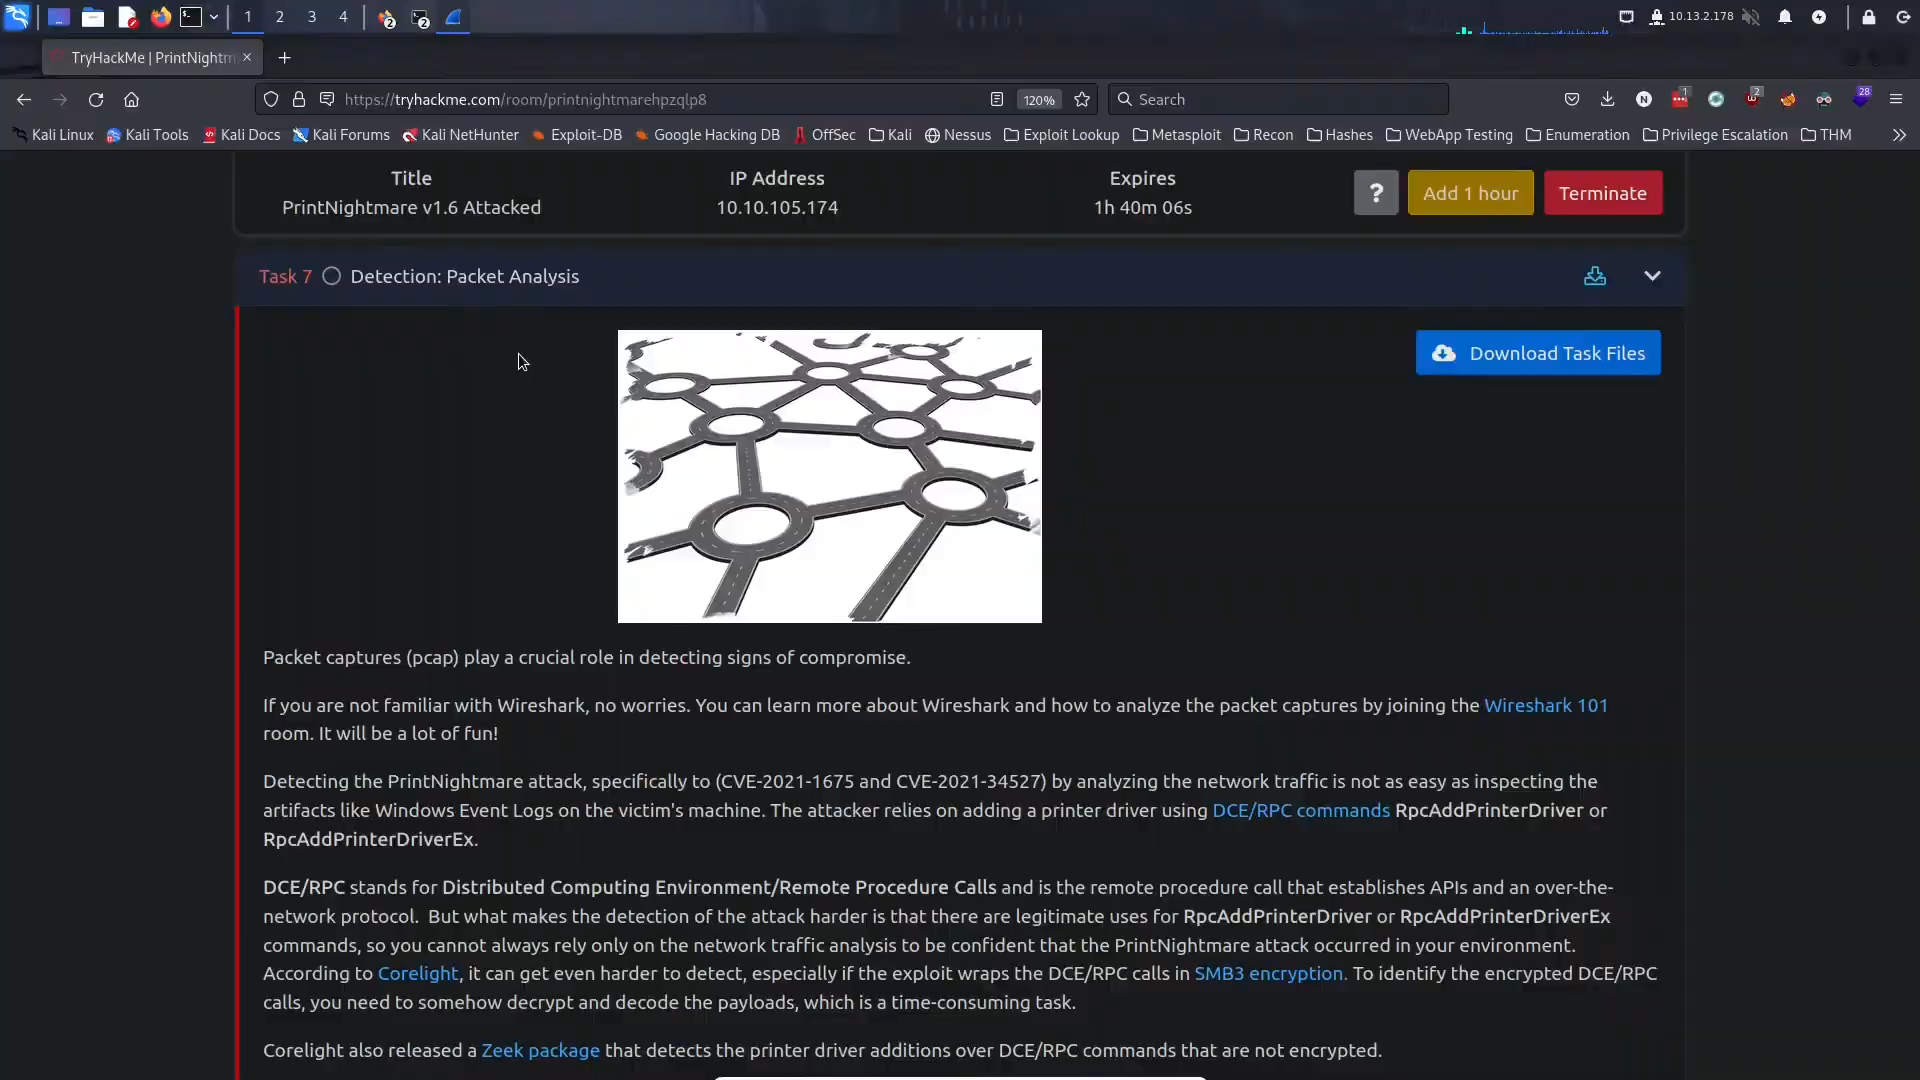 1 2 3 4 2 2 10.13.2.178
TryHackMe | PrintNightm
https://tryhackme.com/room/printnightmarehpzqlp8 120% Search 1 2 28
Kali Linux Kali Tools Kali Docs Kali Forums Kali NetHunter Exploit-DB Google Hacking DB OffSec Kali Nessus Exploit Lookup Metasploit Recon Hashes WebApp Testing Enumeration Privilege Escalation THM
Title IP Address Expires
PrintNightmare v1.6 Attacked 10.10.105.174 1h 40m 06s
? Add 1 hour Terminate
Task 7 Detection: Packet Analysis
Download Task Files
Packet captures (pcap) play a crucial role in detecting signs of compromise.
If you are not familiar with Wireshark, no worries. You can learn more about Wireshark and how to analyze the packet captures by joining the Wireshark 101
room. It will be a lot of fun!
Detecting the PrintNightmare attack, specifically to (CVE-2021-1675 and CVE-2021-34527) by analyzing the network traffic is not as easy as inspecting the
artifacts like Windows Event Logs on the victim's machine. The attacker relies on adding a printer driver using DCE/RPC commands RpcAddPrinterDriver or
RpcAddPrinterDriverEx.
DCE/RPC stands for Distributed Computing Environment/Remote Procedure Calls and is the remote procedure call that establishes APIs and an over-the-
network protocol.  But what makes the detection of the attack harder is that there are legitimate uses for RpcAddPrinterDriver or RpcAddPrinterDriverEx
commands, so you cannot always rely only on the network traffic analysis to be confident that the PrintNightmare attack occurred in your environment.
According to Corelight, it can get even harder to detect, especially if the exploit wraps the DCE/RPC calls in SMB3 encryption. To identify the encrypted DCE/RPC
calls, you need to somehow decrypt and decode the payloads, which is a time-consuming task.
Corelight also released a Zeek package that detects the printer driver additions over DCE/RPC commands that are not encrypted.